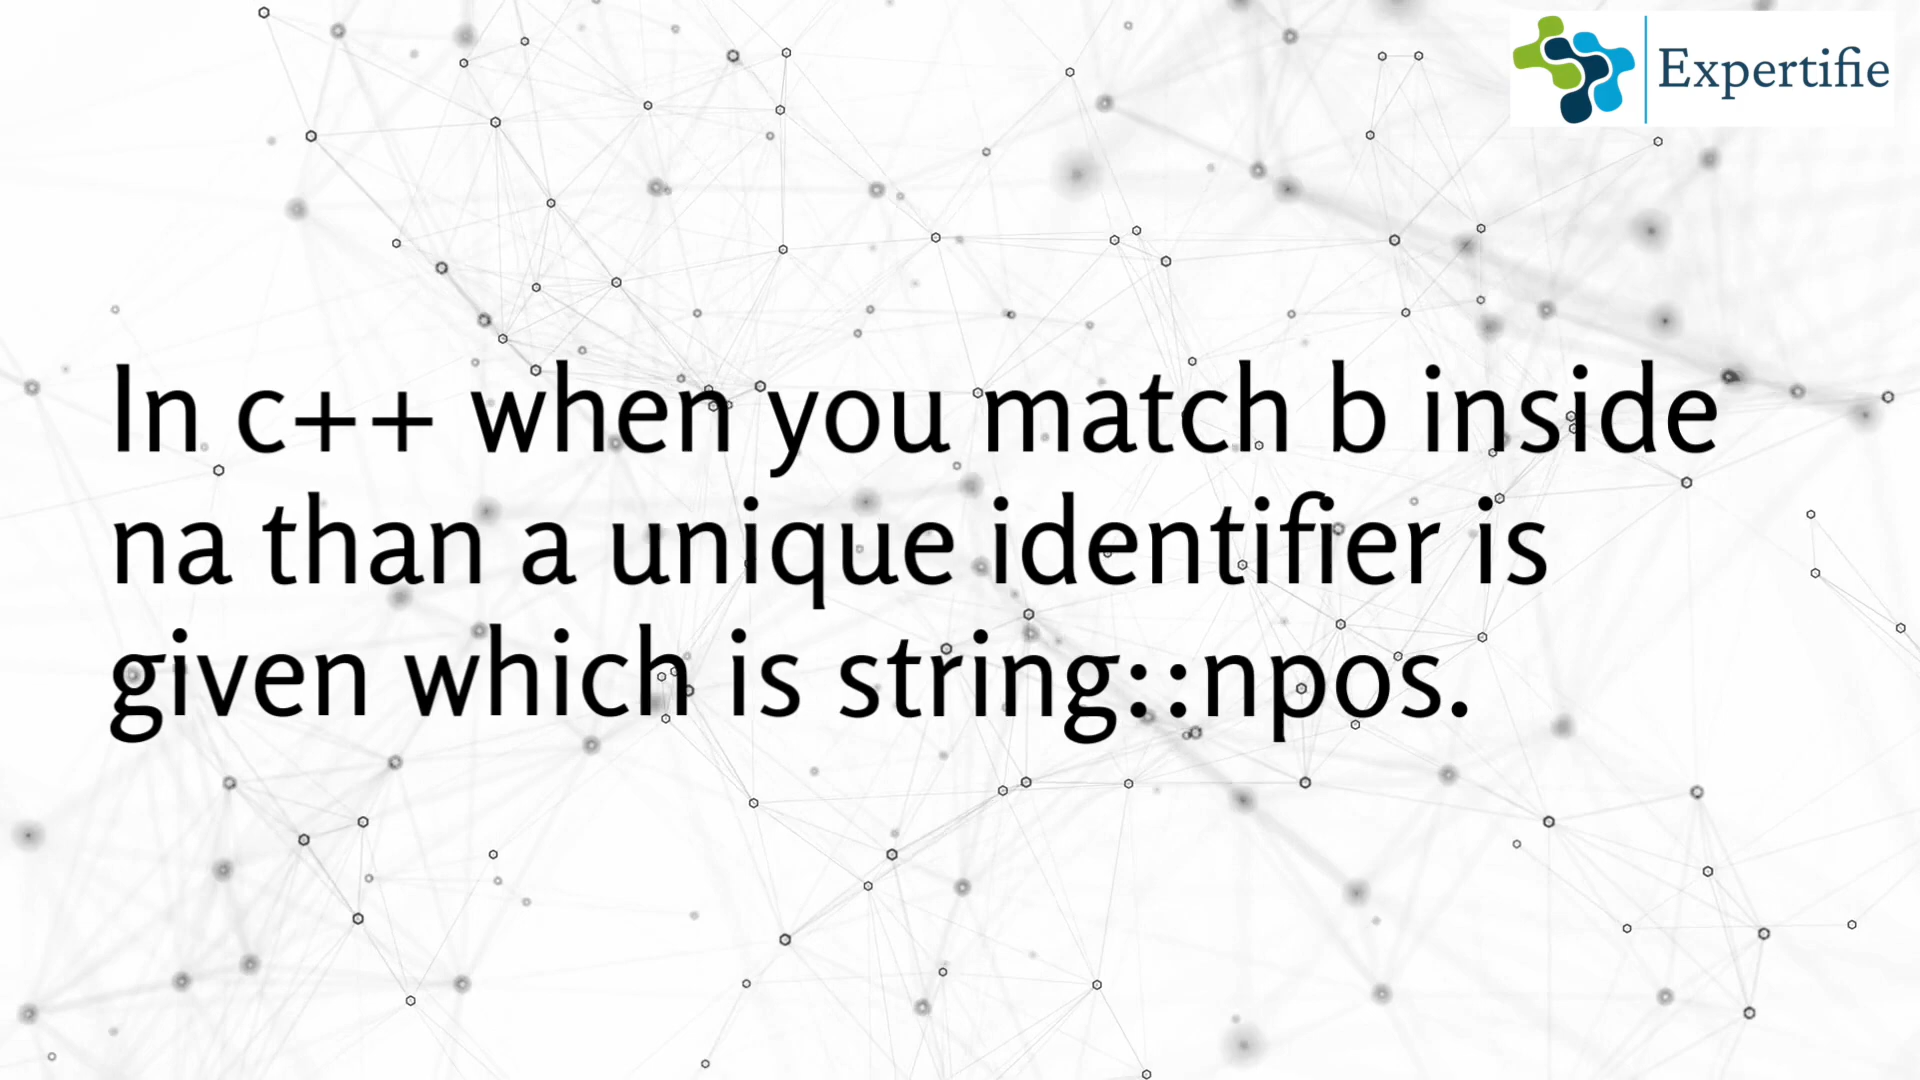 Expertifie
In c++ when you match b inside
na than a unique identifier is
given which is string::npos.